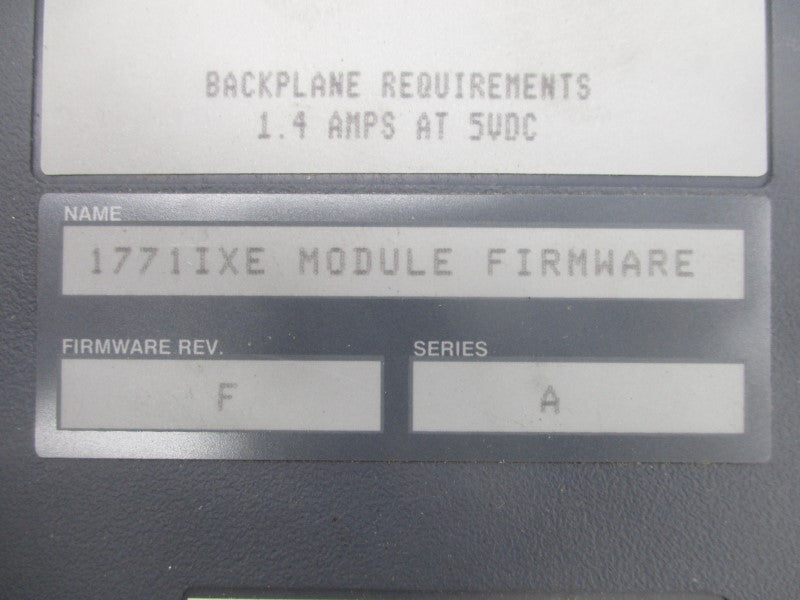 BACKPLANE REQUIREMENTS
1.4 AMPS AT 5VDC
NAME
1771IXE MODULE FIRMWARE
FIRMWARE REV.
SERIES
F
A